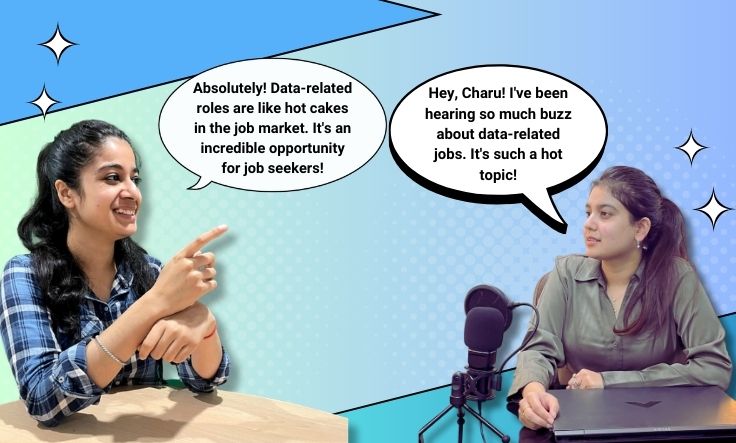 Absolutely! Data-related
roles are like hot cakes
in the job market. It's an
incredible opportunity
for job seekers!
Hey, Charu! I've been
hearing so much buzz
about data-related
jobs. It's such a hot
topic!